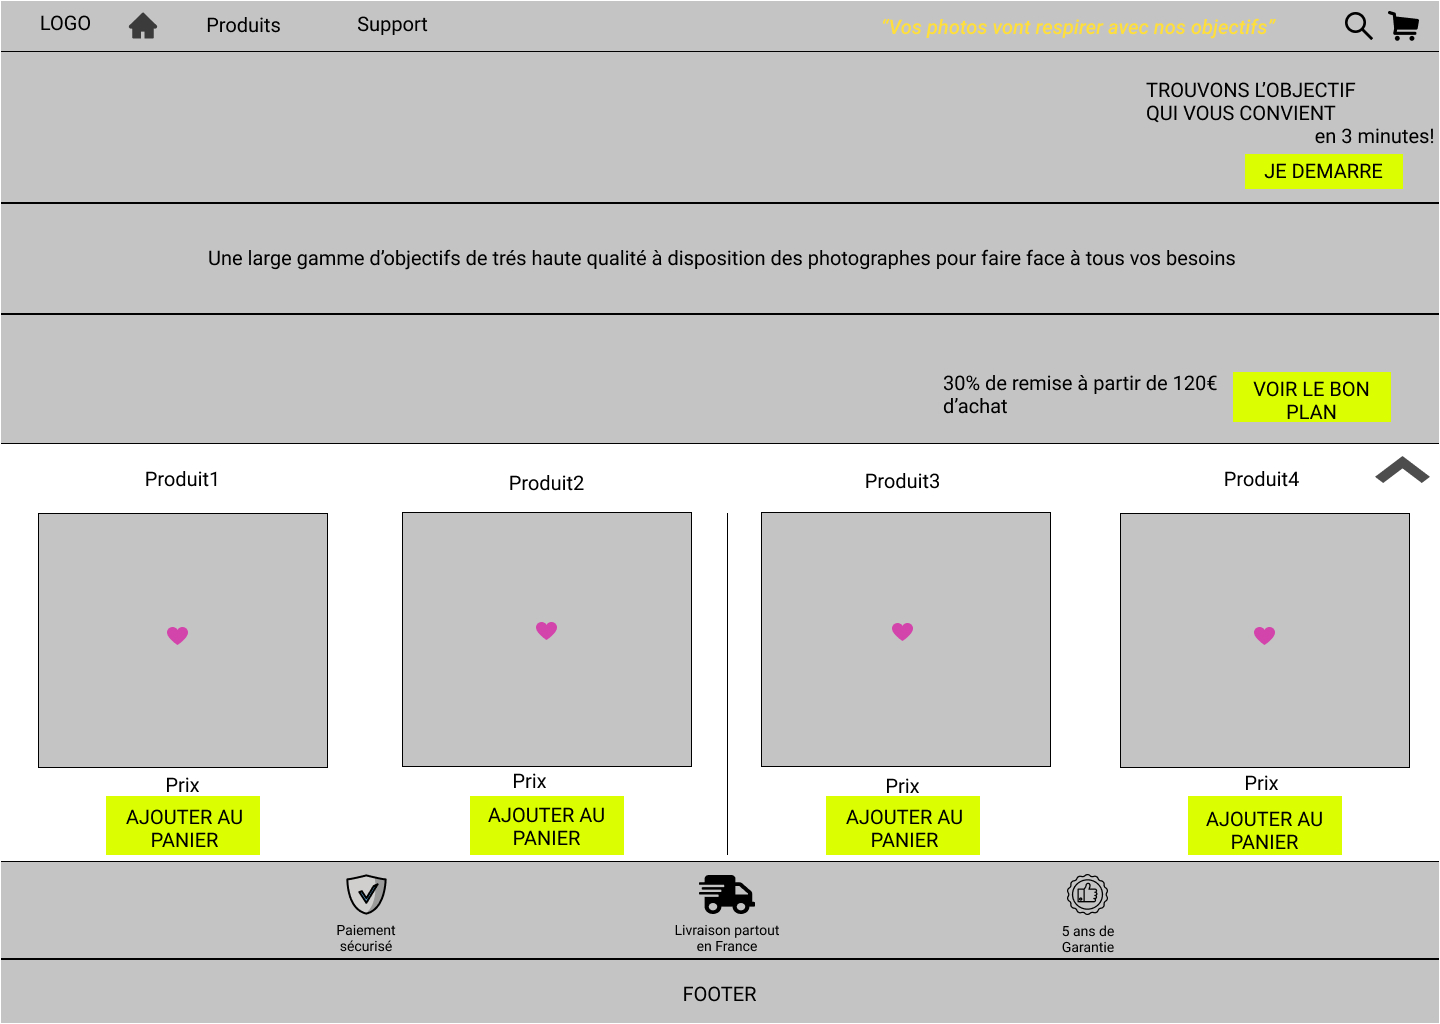 LOGO
Produits
Support
“Vos photos vont respirer avec nos objectifs”
TROUVONS L’OBJECTIF
QUI VOUS CONVIENT
en 3 minutes!
JE DEMARRE
Une large gamme d’objectifs de trés haute qualité à disposition des photographes pour faire face à tous vos besoins
30% de remise à partir de 120€
d’achat
VOIR LE BON
PLAN
Produit1
Produit2
Produit3
Produit4
Prix
Prix
Prix
Prix
AJOUTER AU
PANIER
AJOUTER AU
PANIER
AJOUTER AU
PANIER
AJOUTER AU
PANIER
Paiement
sécurisé
Livraison partout
en France
5 ans de
Garantie
FOOTER